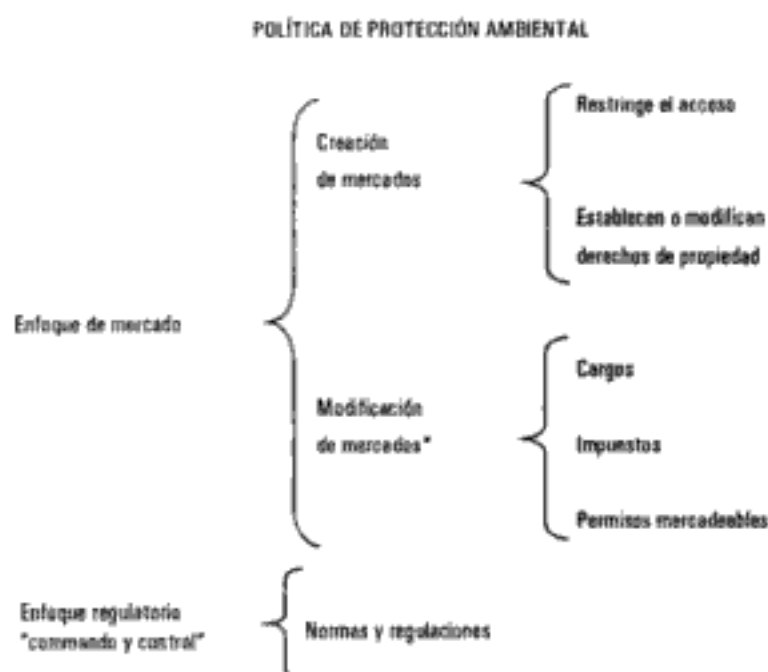 POLÍTICA DE PROTECCIÓN AMBIENTAL
Creación
de mercados
Restringe el acceso
Establecen o modifican
derechos de propiedad
Enfoque de mercado
Modificación
de mercados*
Cargos
Impuestos
Permisos mercadeables
Enfoque regulatorio
"commando y control"
Normas y regulaciones